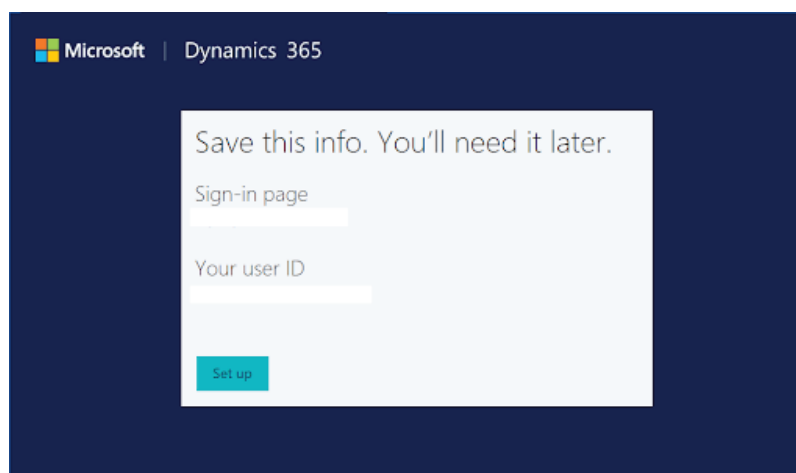 Microsoft | Dynamics 365
Save this info. You'll need it later.
Sign-in page
Your user ID
Set up